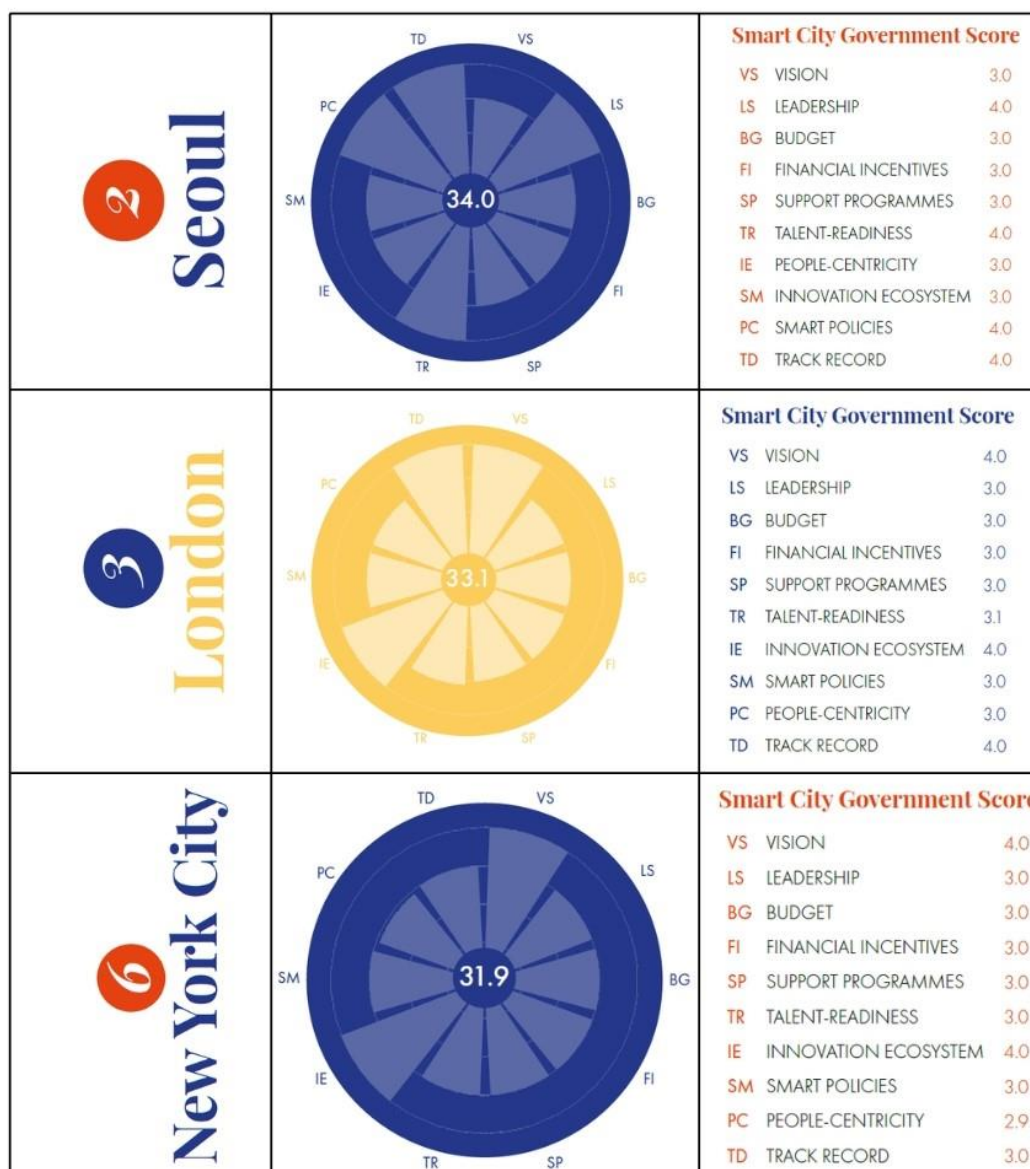 2
Seoul
TD
VS
PC
LS
SM
34.0
BG
IE
FI
TR
SP
Smart City Government Score
VS VISION 3.0
LS LEADERSHIP 4.0
BG BUDGET 3.0
FI FINANCIAL INCENTIVES 3.0
SP SUPPORT PROGRAMMES 3.0
TR TALENT-READINESS 4.0
IE PEOPLE-CENTRICITY 3.0
SM INNOVATION ECOSYSTEM 3.0
PC SMART POLICIES 4.0
TD TRACK RECORD 4.0
3
London
TD
VS
PC
LS
SM
33.1
BG
IE
FI
TR
SP
Smart City Government Score
VS VISION 4.0
LS LEADERSHIP 3.0
BG BUDGET 3.0
FI FINANCIAL INCENTIVES 3.0
SP SUPPORT PROGRAMMES 3.0
TR TALENT-READINESS 3.1
IE INNOVATION ECOSYSTEM 4.0
SM SMART POLICIES 3.0
PC PEOPLE-CENTRICITY 3.0
TD TRACK RECORD 4.0
6
New York City
TD
VS
PC
LS
SM
31.9
BG
IE
FI
TR
SP
Smart City Government Score
VS VISION 4.0
LS LEADERSHIP 3.0
BG BUDGET 3.0
FI FINANCIAL INCENTIVES 3.0
SP SUPPORT PROGRAMMES 3.0
TR TALENT-READINESS 3.0
IE INNOVATION ECOSYSTEM 4.0
SM SMART POLICIES 3.0
PC PEOPLE-CENTRICITY 2.9
TD TRACK RECORD 3.0